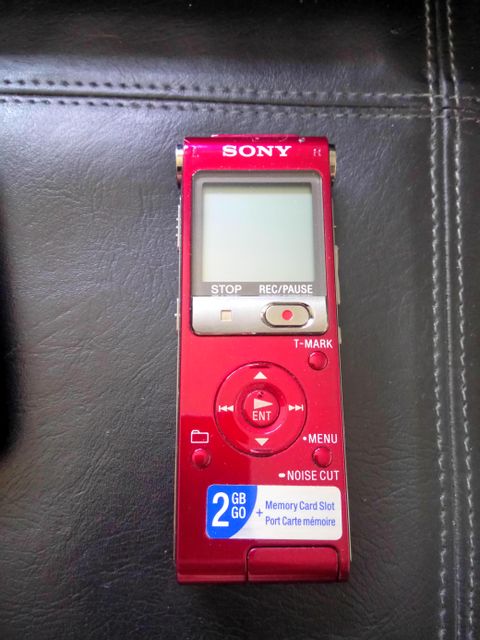 SONY
STOP REC/PAUSE
T-MARK
ENT
•MENU
NOISE CUT
2 GB GO + Memory Card Slot
Port Carte mémoire